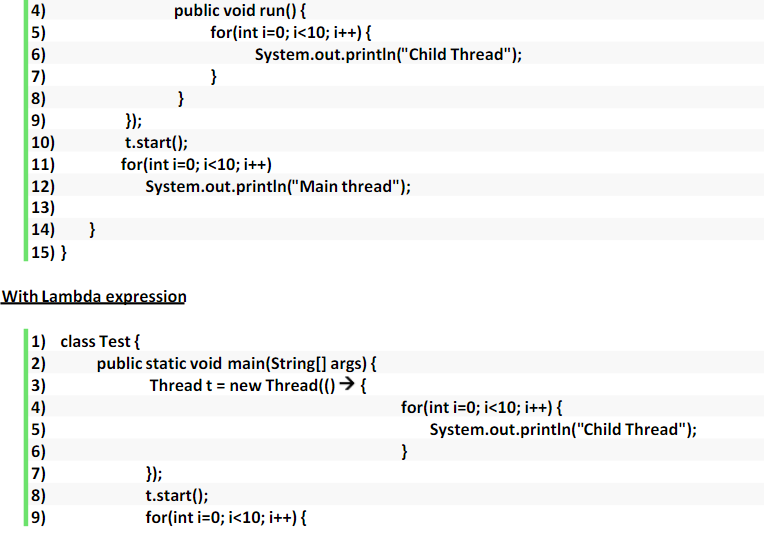 4) public void run() {
5) for(int i=0; i<10; i++) {
6) System.out.println("Child Thread");
7) }
8) }
9) });
10) t.start();
11) for(int i=0; i<10; i++)
12) System.out.println("Main thread");
13)
14) }
15) }
With Lambda expression
1) class Test {
2) public static void main(String[] args) {
3) Thread t = new Thread(() → {
4) for(int i=0; i<10; i++) {
5) System.out.println("Child Thread");
6) }
7) });
8) t.start();
9) for(int i=0; i<10; i++) {